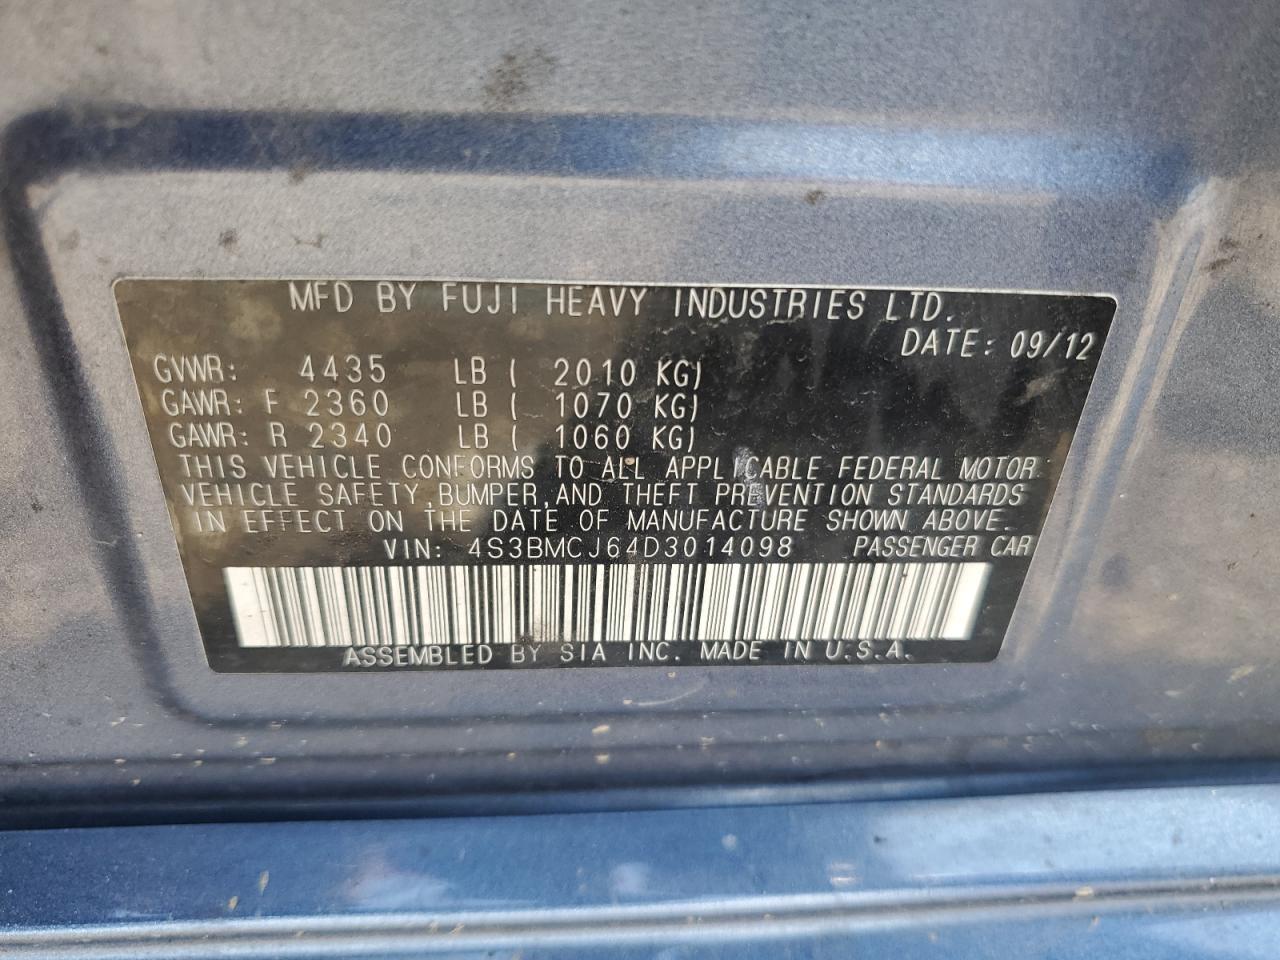 MFD BY FUJI HEAVY INDUSTRIES LTD.
DATE: 09/12
GVWR: 4435 LB ( 2010 KG)
GAWR: F 2360 LB ( 1070 KG)
GAWR: R 2340 LB ( 1060 KG)
THIS VEHICLE CONFORMS TO ALL APPLICABLE FEDERAL MOTOR
VEHICLE SAFETY, BUMPER, AND THEFT PREVENTION STANDARDS
IN EFFECT ON THE DATE OF MANUFACTURE SHOWN ABOVE.
VIN: 4S3BMCJ64D3014098 PASSENGER CAR
ASSEMBLED BY SIA INC. MADE IN U.S.A.